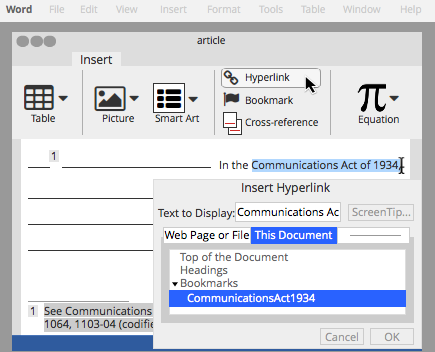 Word File Edit View Insert Format Tools Table Window Help
article
Insert
Hyperlink
Bookmark
Cross-reference
Table
Picture
Smart Art
Equation
1
In the Communications Act of 1934,
Insert Hyperlink
Text to Display: Communications Ac ScreenTip...
Web Page or File This Document
Top of the Document
Headings
Bookmarks
CommunicationsAct1934
1 See Communications
1064, 1103-04 (codifie
Cancel OK